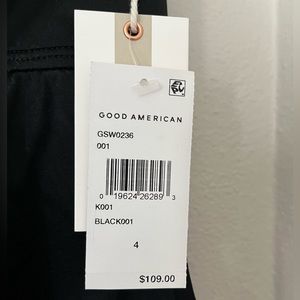 GOOD AMERICAN
GSW0236
001
0 19624 26289 3
K001
BLACK001
4
$109.00